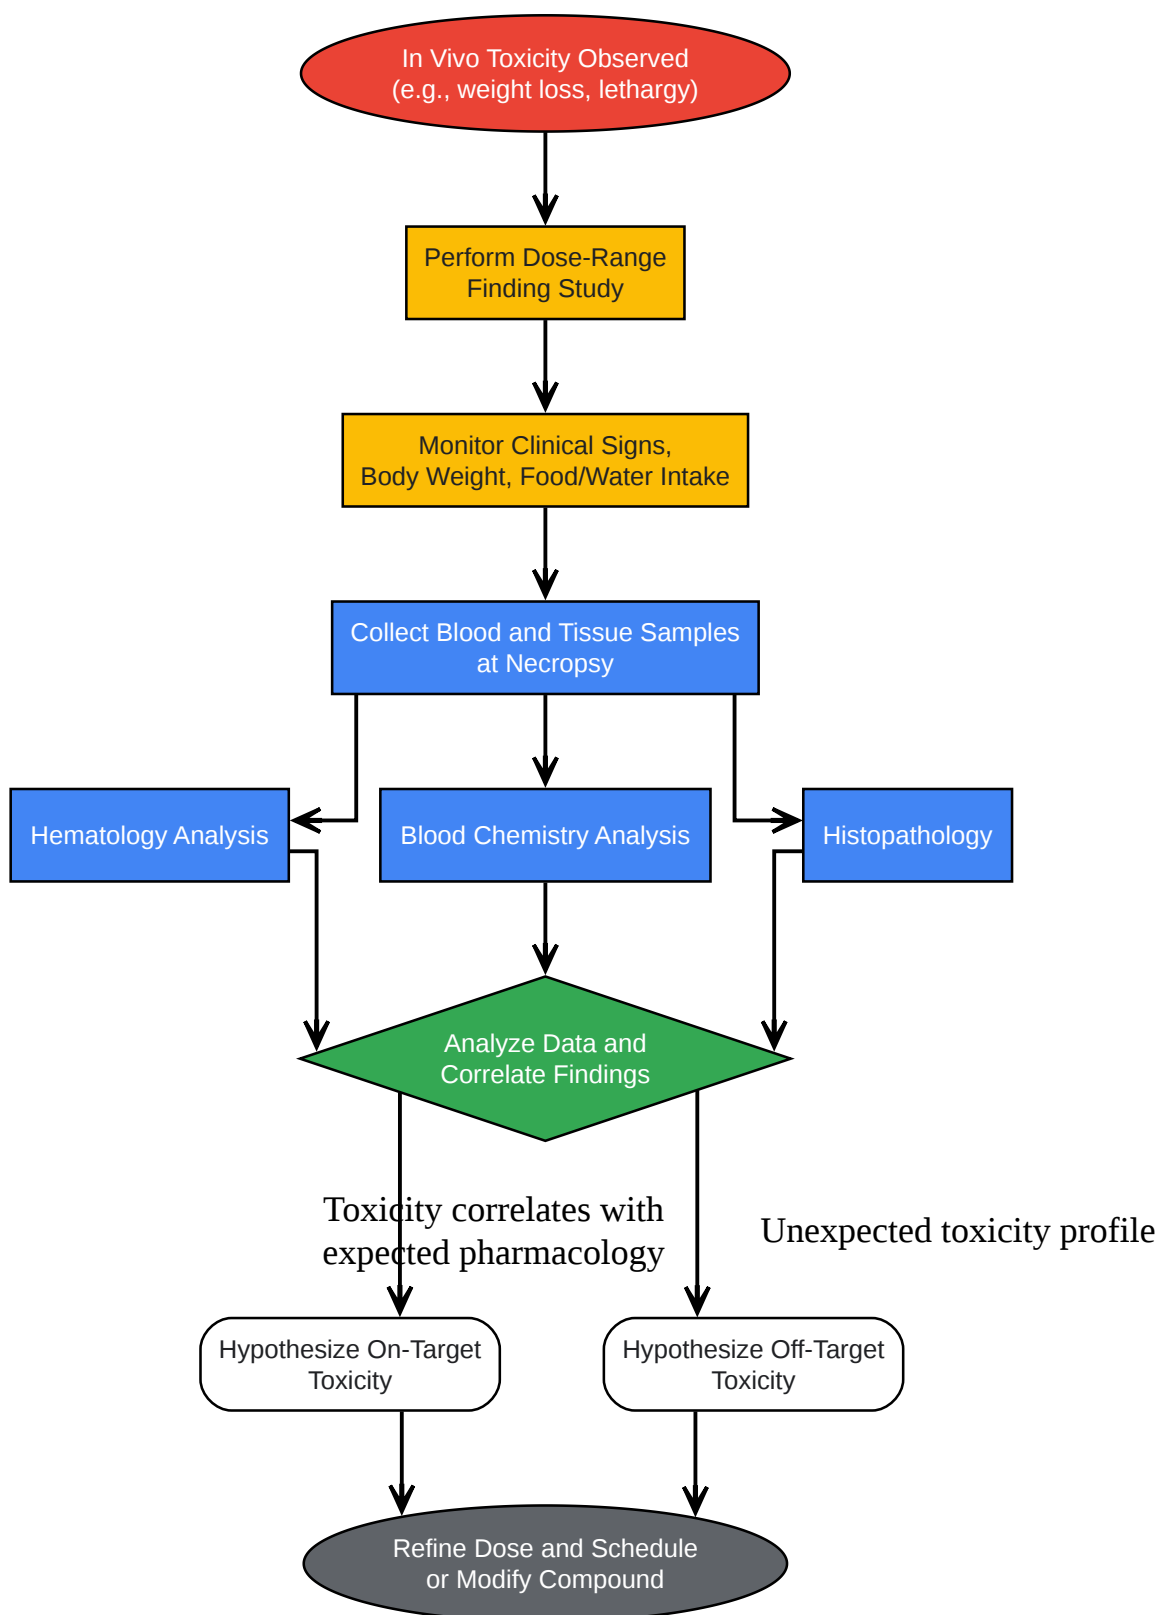 In Vivo Toxicity Observed
(e.g., weight loss, lethargy)
Perform Dose-Range
Finding Study
Monitor Clinical Signs,
Body Weight, Food/Water Intake
Collect Blood and Tissue Samples
at Necropsy
Hematology Analysis
Blood Chemistry Analysis
Histopathology
Analyze Data and
Correlate Findings
Toxicity correlates with
expected pharmacology
Unexpected toxicity profile
Hypothesize On-Target
Toxicity
Hypothesize Off-Target
Toxicity
Refine Dose and Schedule
or Modify Compound